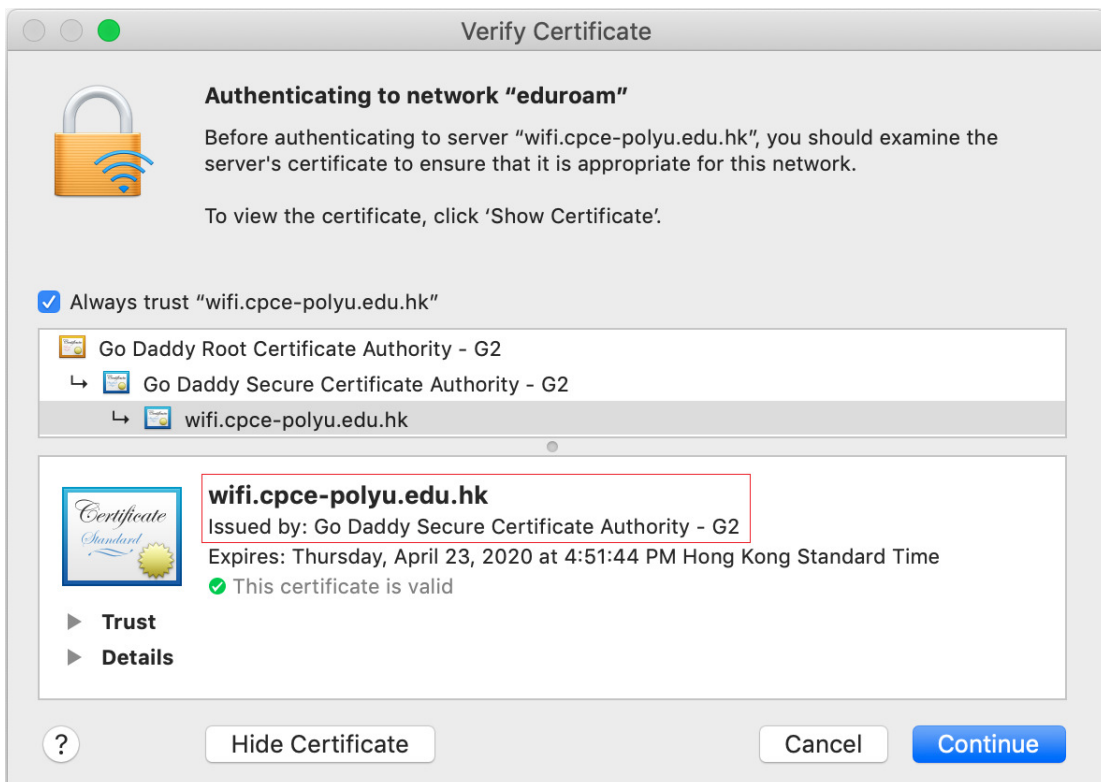 Verify Certificate
Authenticating to network “eduroam”
Before authenticating to server “wifi.cpce-polyu.edu.hk”, you should examine the
server's certificate to ensure that it is appropriate for this network.
To view the certificate, click ‘Show Certificate’.
Always trust “wifi.cpce-polyu.edu.hk”
Go Daddy Root Certificate Authority - G2
Go Daddy Secure Certificate Authority - G2
wifi.cpce-polyu.edu.hk
Certificate
Standard
wifi.cpce-polyu.edu.hk
Issued by: Go Daddy Secure Certificate Authority - G2
Expires: Thursday, April 23, 2020 at 4:51:44 PM Hong Kong Standard Time
This certificate is valid
Trust
Details
?
Hide Certificate
Cancel
Continue